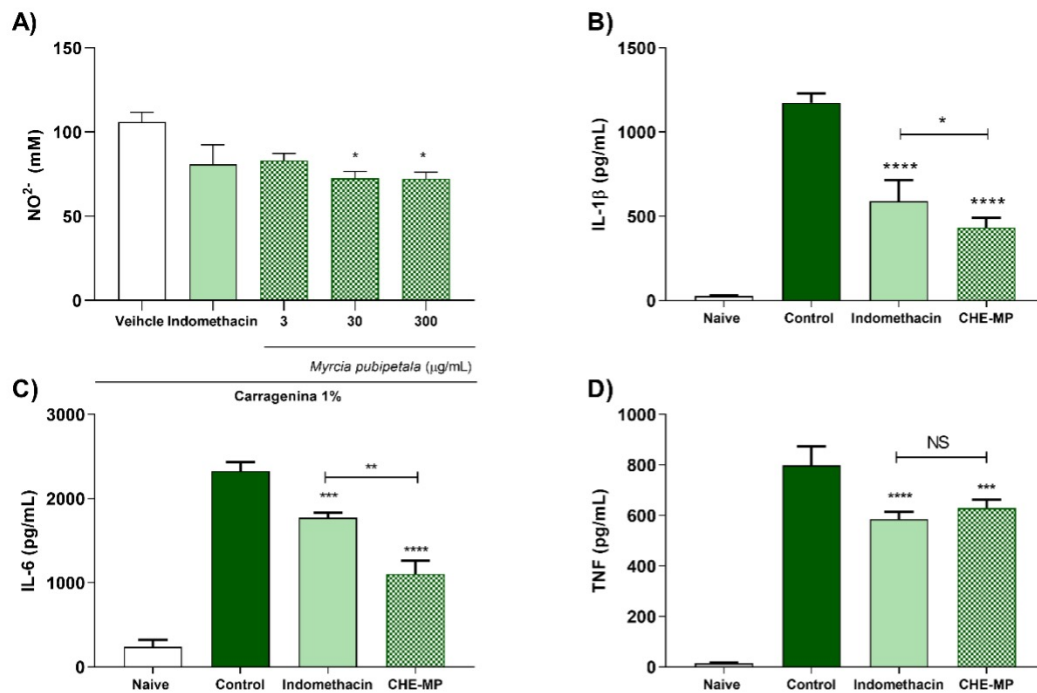 A)
150
100
50
0
NO²⁻ (mM)
*
*
Veihcle Indomethacin 3 30 300
Myrcia pubipetala (μg/mL)
Carragenina 1%
B)
1500
1000
500
0
IL-1β (pg/mL)
*
****
****
Naive Control Indomethacin CHE-MP
C)
3000
2000
1000
0
IL-6 (pg/mL)
**
***
****
Naive Control Indomethacin CHE-MP
D)
1000
800
600
400
200
0
TNF (pg/mL)
NS
****
***
Naive Control Indomethacin CHE-MP